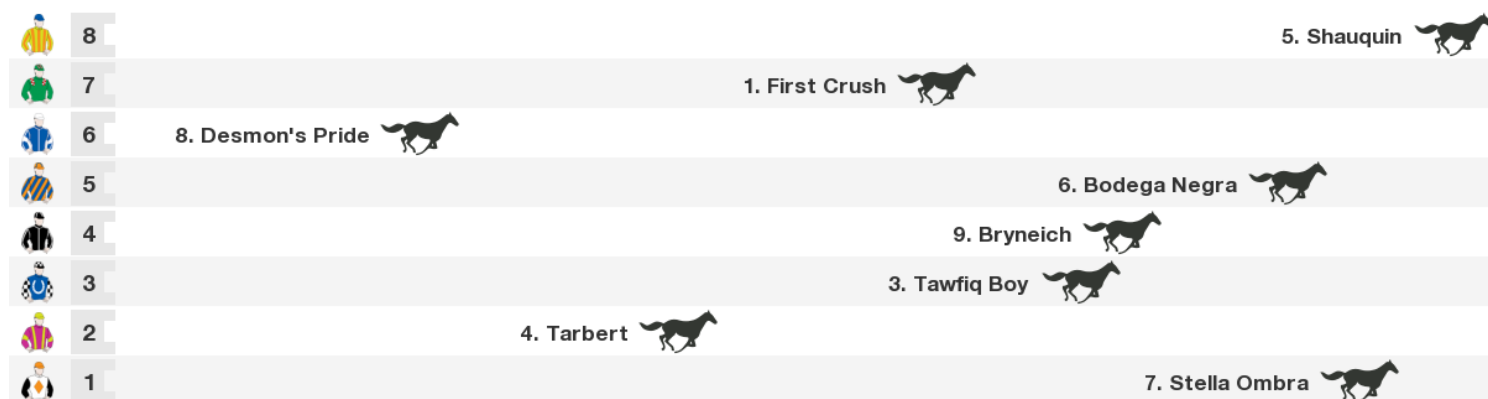 8 5. Shauquin
7 1. First Crush
6 8. Desmon's Pride
5 6. Bodega Negra
4 9. Bryneich
3 3. Tawfiq Boy
2 4. Tarbert
1 7. Stella Ombra